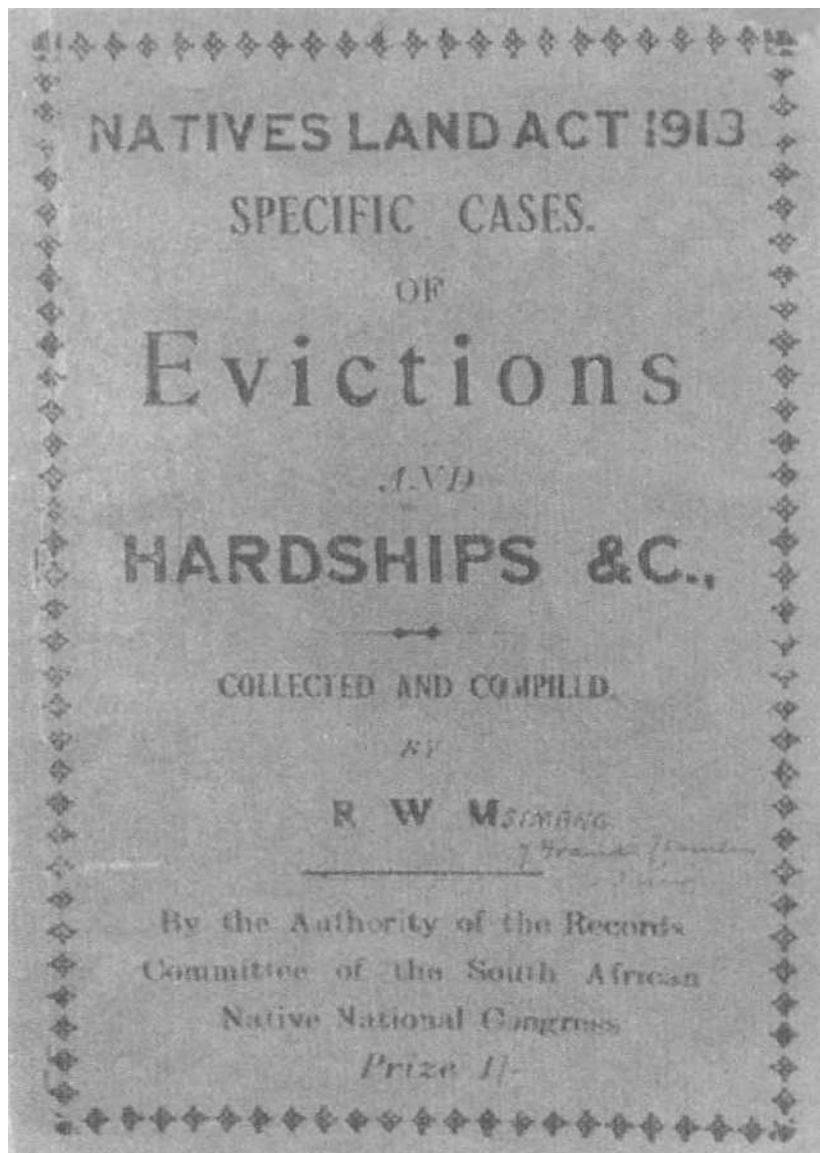 NATIVES LAND ACT 1913
SPECIFIC CASES.
OF
Evictions
AND
HARDSHIPS &C.,
COLLECTED AND COMPILED.
BY
R W MSIMANG
By the Authority of the Records
Committee of the South African
Native National Congress
Prize 1/-